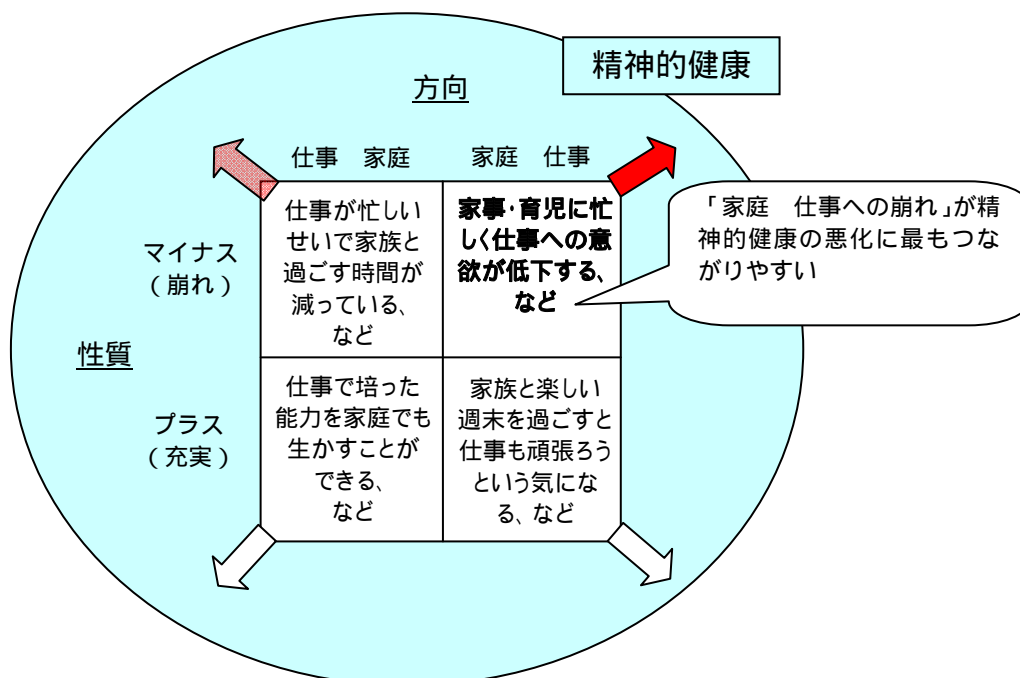 精神的健康
方向
仕事　家庭
家庭　仕事
マイナス
（崩れ）
仕事が忙しい
せいで家族と
過ごす時間が
減っている、
など
家事・育児に忙
しく仕事への意
欲が低下する、
など
「家庭　仕事への崩れ」が精
神的健康の悪化に最もつな
がりやすい
性質
プラス
（充実）
仕事で培った
能力を家庭でも
生かすことが
できる、
など
家族と楽しい
週末を過ごすと
仕事も頑張ろう
という気にな
る、など